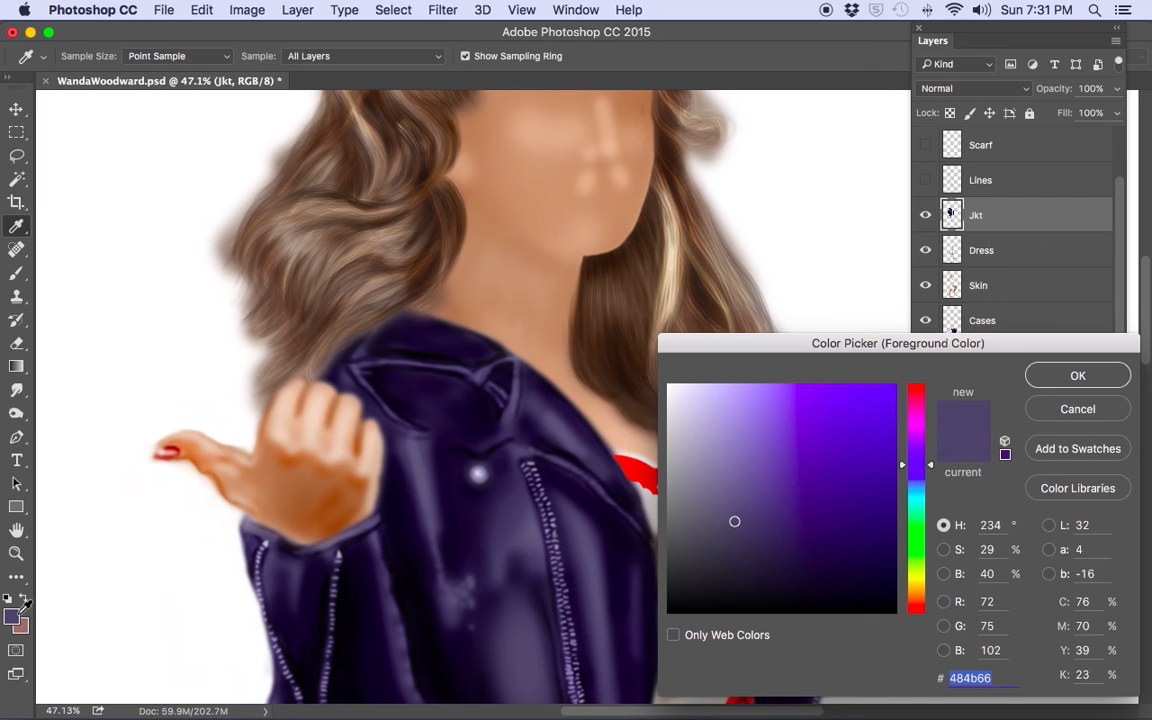 Photoshop CC File Edit Image Layer Type Select Filter 3D View Window Help Sun 7:31 PM
Adobe Photoshop CC 2015
Sample Size: Point Sample Sample: All Layers Show Sampling Ring
WandaWoodward.psd @ 47.1% (Jkt, RGB/8) *
Layers
Kind
Normal Opacity: 100%
Lock: Fill: 100%
Scarf
Lines
Jkt
Dress
Skin
Cases
Color Picker (Foreground Color)
new
current
OK
Cancel
Add to Swatches
Color Libraries
H: 234 ° L: 32
S: 29 % a: 4
B: 40 % b: -16
R: 72 C: 76 %
G: 75 M: 70 %
B: 102 Y: 39 %
# 484b66 K: 23 %
Only Web Colors
47.13% Doc: 59.9M/202.7M